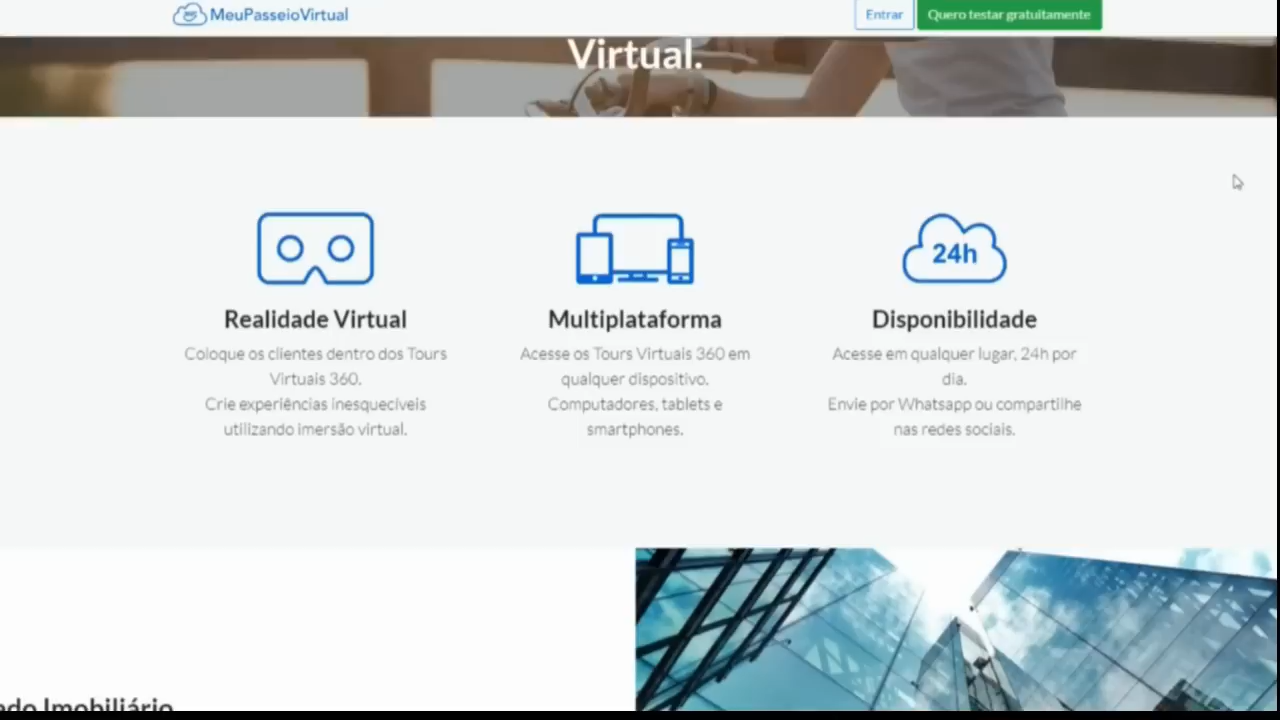 MeuPasseioVirtual
Entrar
Quero testar gratuitamente
Virtual.
24h
Realidade Virtual
Coloque os clientes dentro dos Tours
Virtuais 360.
Crie experiências inesquecíveis
utilizando imersão virtual.
Multiplataforma
Acesse os Tours Virtuais 360 em
qualquer dispositivo.
Computadores, tablets e
smartphones.
Disponibilidade
Acesse em qualquer lugar, 24h por
dia.
Envie por Whatsapp ou compartilhe
nas redes sociais.
Imobiliário